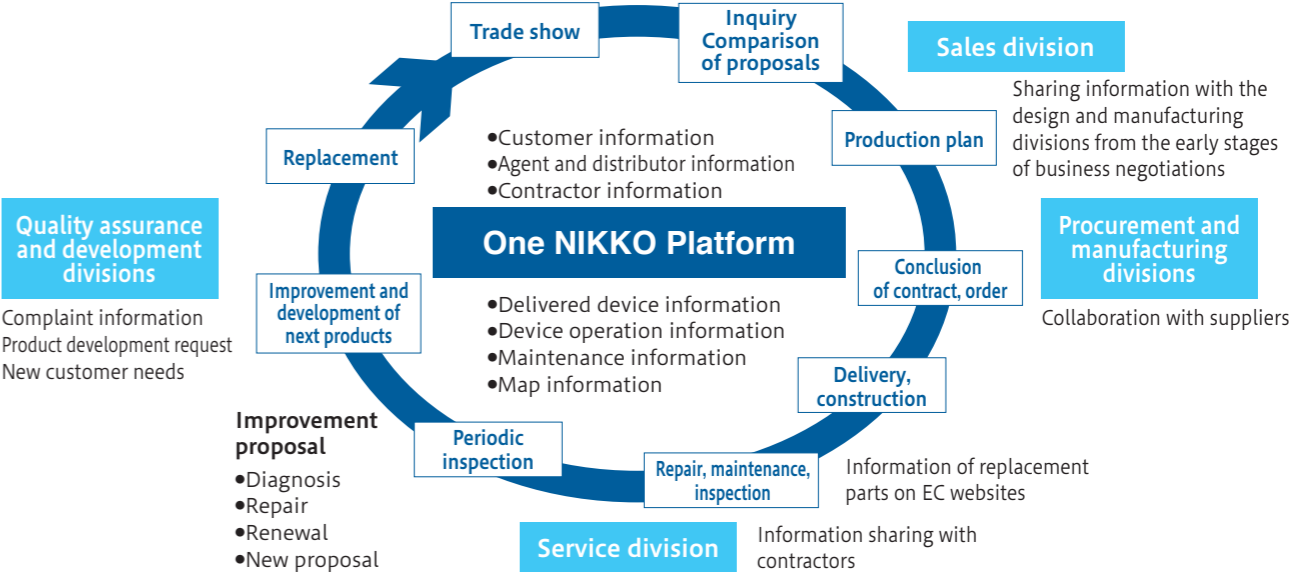 Trade show
Inquiry
Comparison
of proposals
Sales division
Sharing information with the
design and manufacturing
divisions from the early stages
of business negotiations
Production plan
Replacement
●Customer information
●Agent and distributor information
●Contractor information
One NIKKO Platform
●Delivered device information
●Device operation information
●Maintenance information
●Map information
Quality assurance
and development
divisions
Complaint information
Product development request
New customer needs
Improvement and
development of
next products
Procurement and
manufacturing
divisions
Collaboration with suppliers
Conclusion
of contract, order
Delivery,
construction
Improvement
proposal
●Diagnosis
●Repair
●Renewal
●New proposal
Periodic
inspection
Repair, maintenance,
inspection
Information of replacement
parts on EC websites
Service division
Information sharing with
contractors